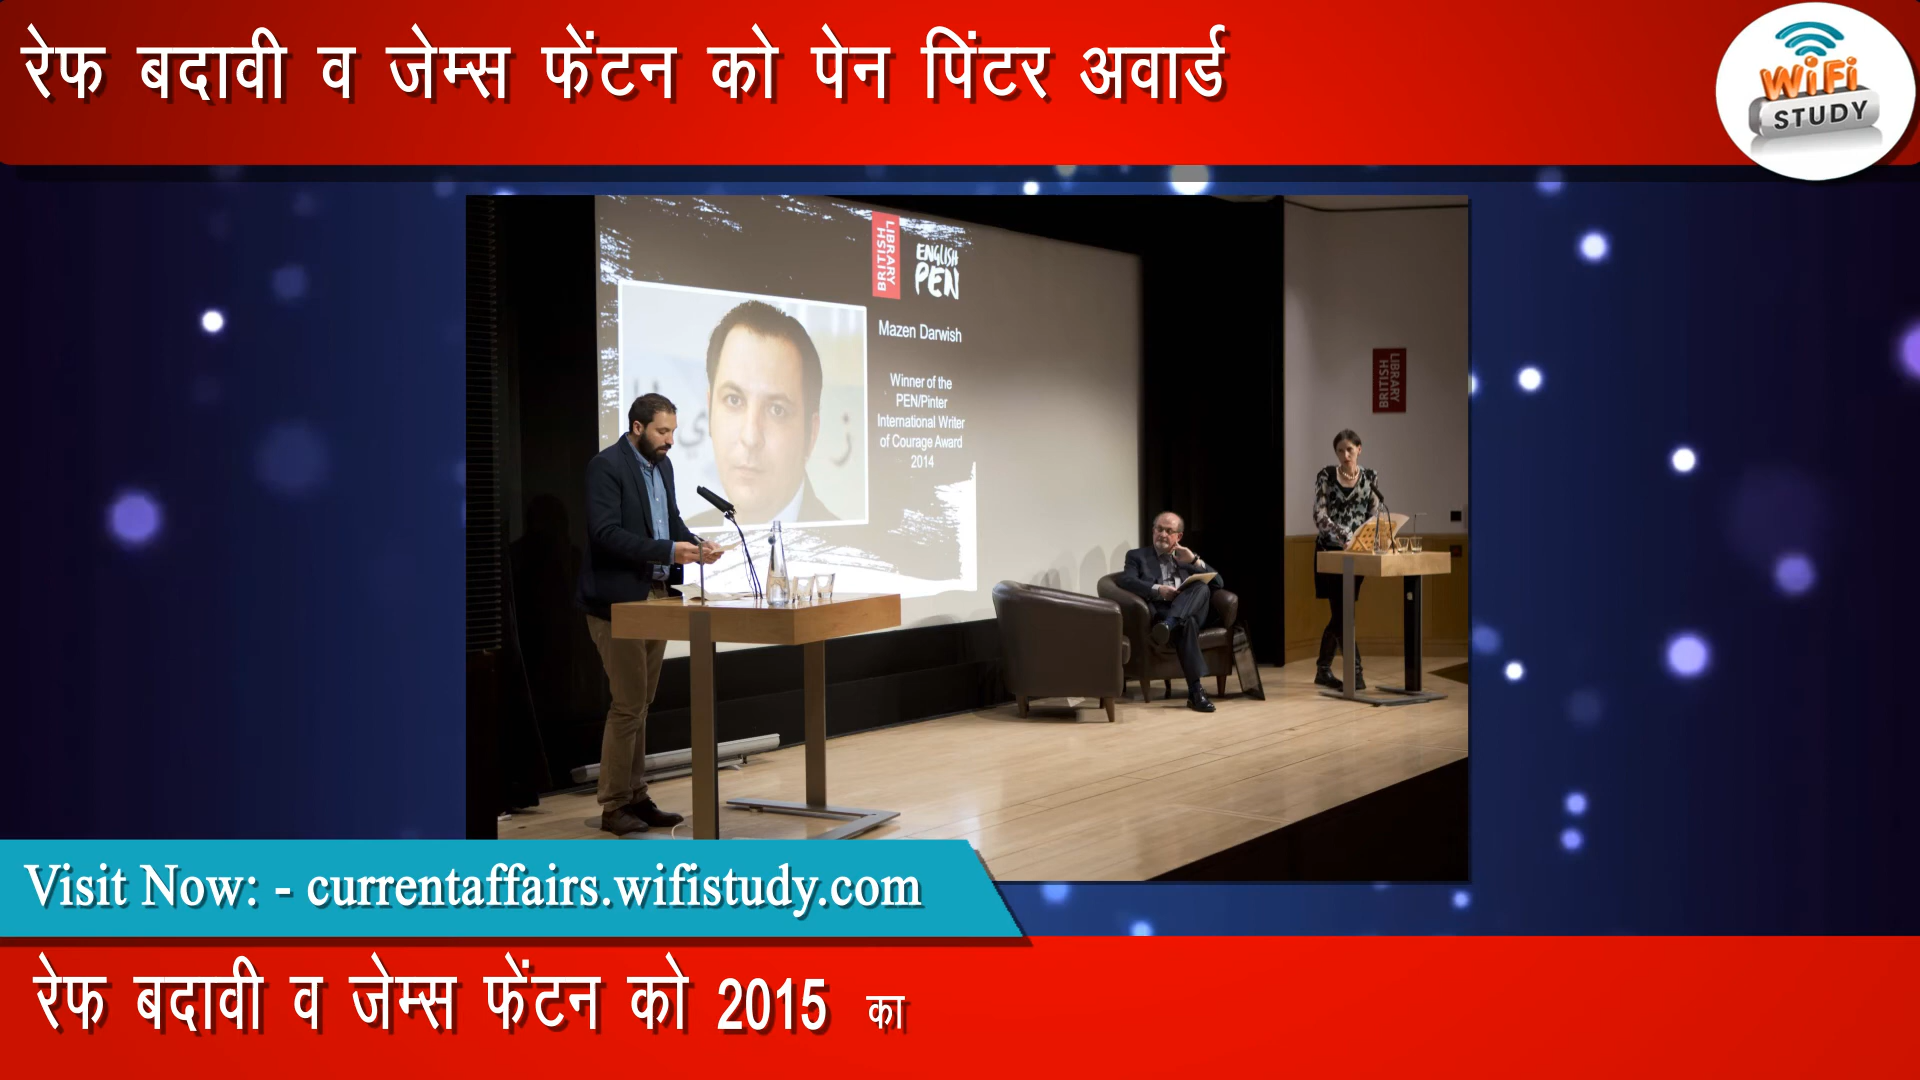 रेफ बदावी व जेम्स फेंटन को पेन पिंटर अवार्ड
WiFi
STUDY
BRITISH
LIBRARY
ENGLISH
PEN
Mazen Darwish
Winner of the
PEN/Pinter
International Writer
of Courage Award
2014
BRITISH
LIBRARY
Visit Now: - currentaffairs.wifistudy.com
रेफ बदावी व जेम्स फेंटन को 2015 का